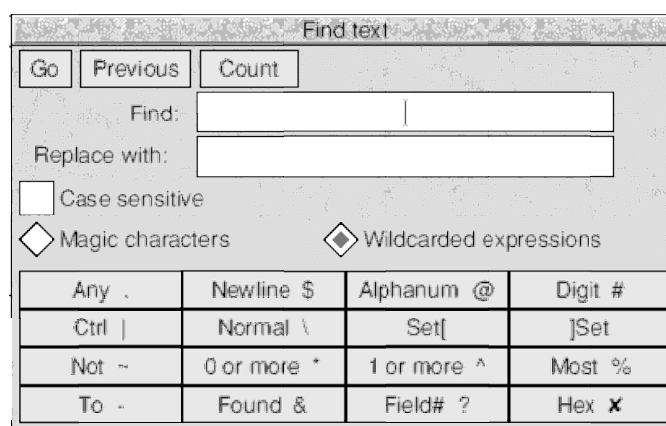 Find text
Go Previous Count
Find:
Replace with:
Case sensitive
Magic characters Wildcarded expressions
Any . Newline $ Alphanum @ Digit #
Ctrl | Normal \ Set[ ]Set
Not ~ 0 or more * 1 or more ^ Most %
To - Found & Field# ? Hex ✘